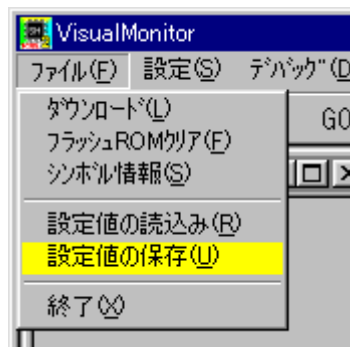 VisualMonitor
ﾌｧｲﾙ(F) 設定(S) ﾃﾞﾊﾞｯｸﾞ(D
ﾀﾞｳﾝﾛｰﾄﾞ(L)
GO
ﾌﾗｯｼｭROMｸﾘｱ(F)
ｼﾝﾎﾞﾙ情報(S)
設定値の読込み(R)
設定値の保存(U)
終了(X)